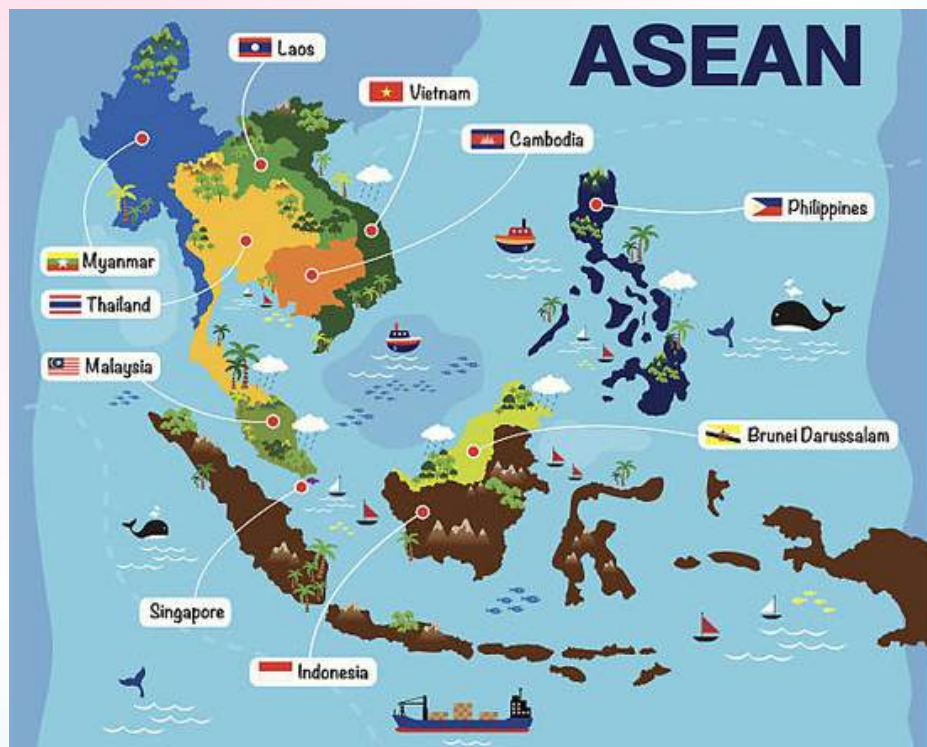 ASEAN
Laos
Vietnam
Cambodia
Philippines
Myanmar
Thailand
Malaysia
Brunei Darussalam
Singapore
Indonesia